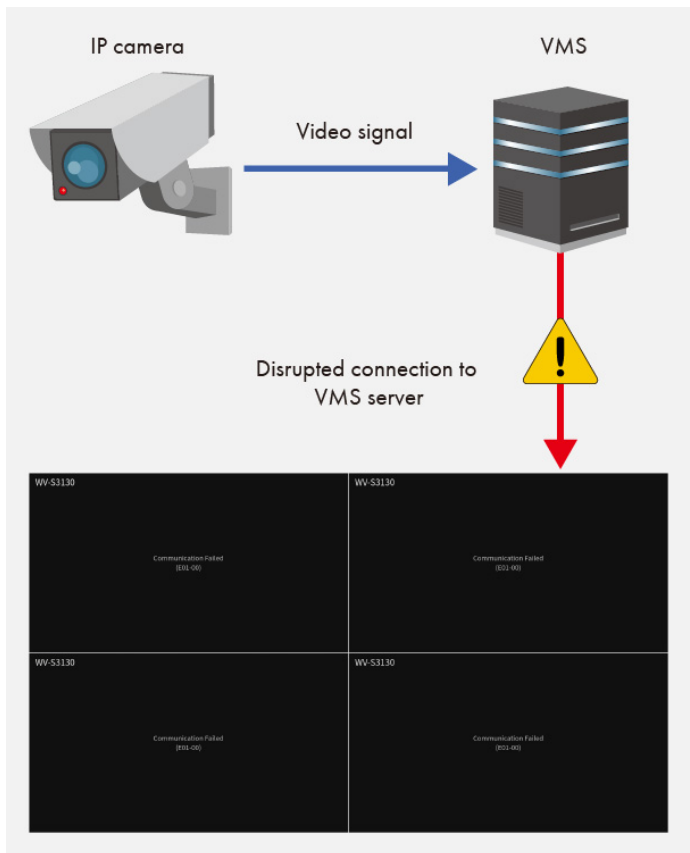 IP camera
VMS
Video signal
Disrupted connection to
VMS server
WV-S3130
WV-S3130
Communication Failed
(E01-00)
Communication Failed
(E01-00)
WV-S3130
WV-S3130
Communication Failed
(E01-00)
Communication Failed
(E01-00)